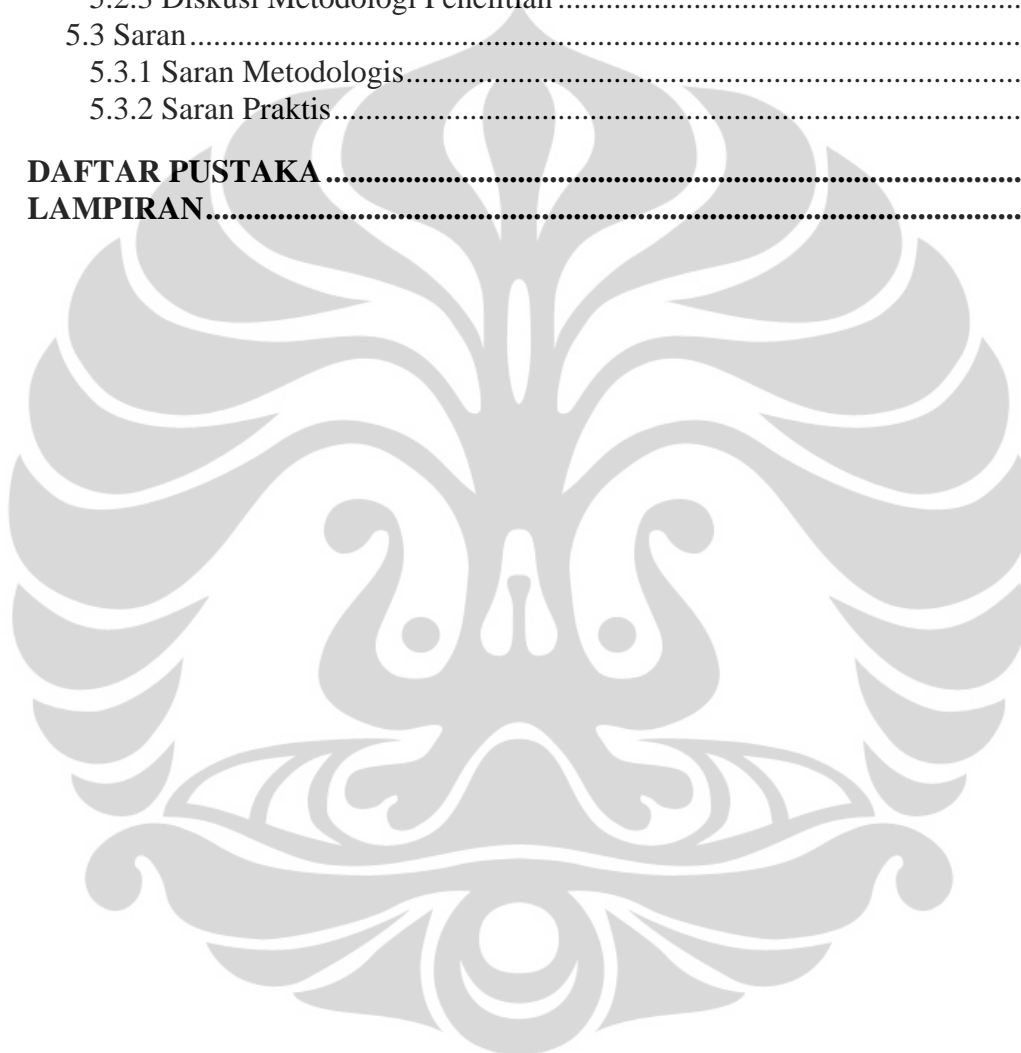 5.2.3 Diskusi Metodologi Penelitian ..........................................................
5.3 Saran ..........................................................................................................
5.3.1 Saran Metodologis .............................................................................
5.3.2 Saran Praktis ......................................................................................
DAFTAR PUSTAKA .......................................................................................
LAMPIRAN ......................................................................................................